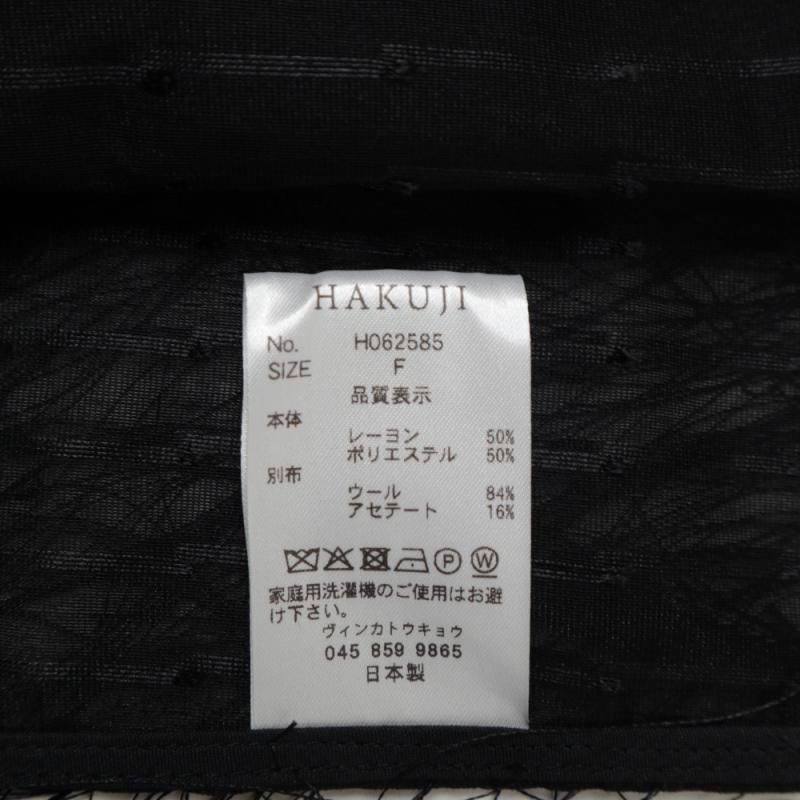 HAKUJI
No. H062585
SIZE F
品質表示
本体
レーヨン 50%
ポリエステル 50%
別布
ウール 84%
アセテート 16%
P W
家庭用洗濯機のご使用はお避
け下さい。
ヴィンカトウキョウ
045 859 9865
日本製